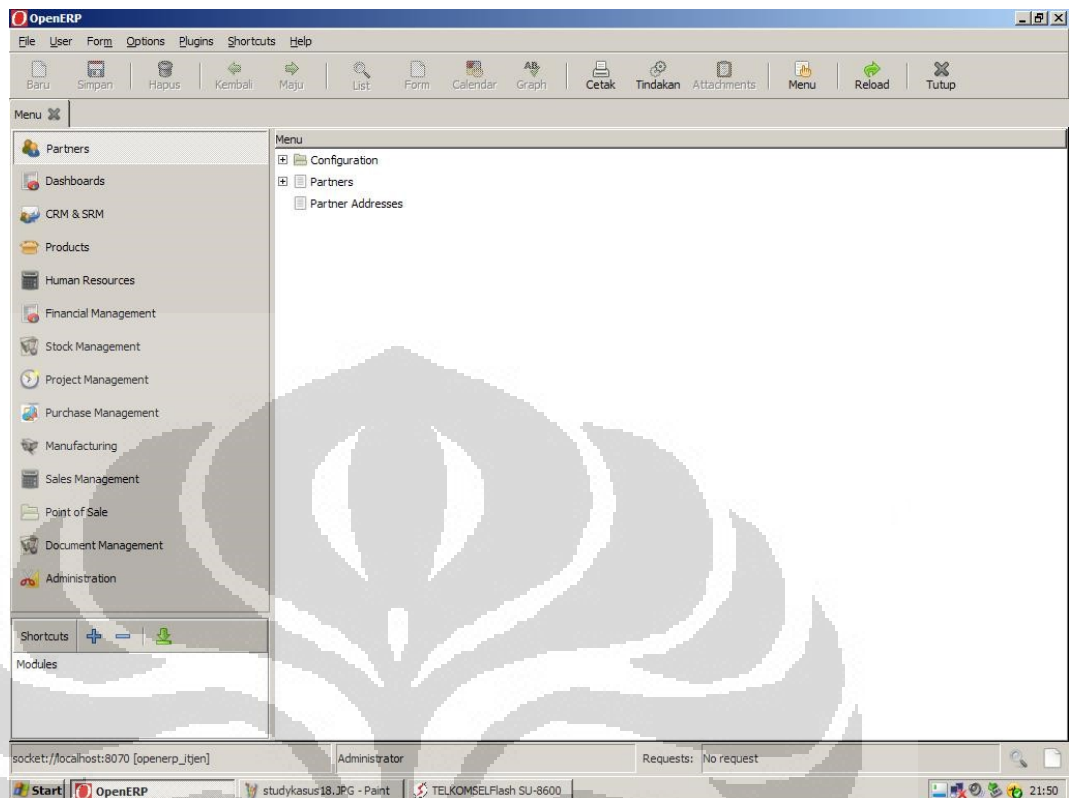 OpenERP
File User Form Options Plugins Shortcuts Help
Baru Simpan Hapus Kembali Maju List Form Calendar Graph Cetak Tindakan Attachments Menu Reload Tutup
Menu
Partners
Dashboards
CRM & SRM
Products
Human Resources
Financial Management
Stock Management
Project Management
Purchase Management
Manufacturing
Sales Management
Point of Sale
Document Management
Administration
Menu
Configuration
Partners
Partner Addresses
Shortcuts
Modules
socket://localhost:8070 [openerp_itjen] Administrator Requests: No request
Start OpenERP studykasus18.JPG - Paint TELKOMSELFlash SU-8600 21:50